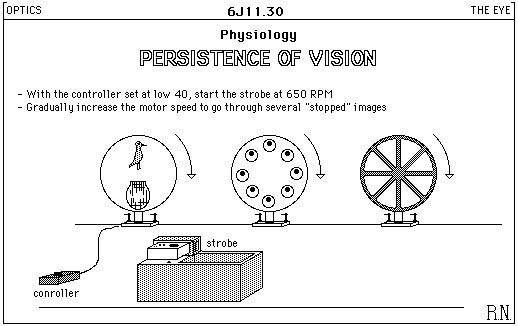 OPTICS
6J11.30
THE EYE
Physiology
PERSISTENCE OF VISION
- With the controller set at low 40, start the strobe at 650 RPM
- Gradually increase the motor speed to go through several "stopped" images
strobe
controller
R.N.